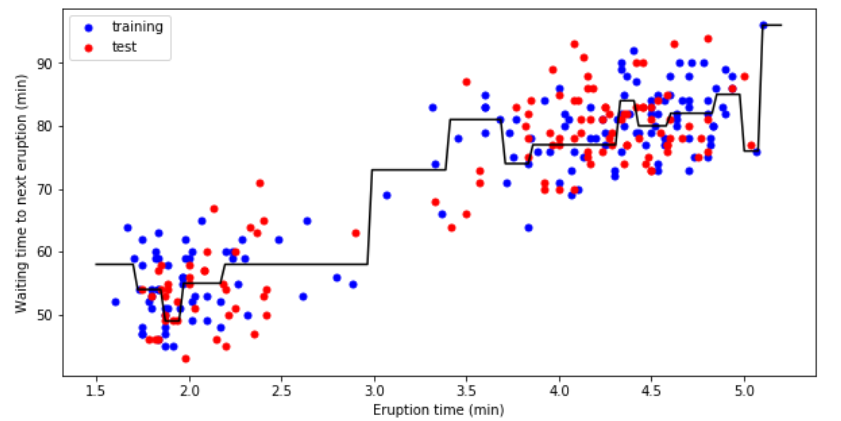 training
test
90
80
70
60
50
Waiting time to next eruption (min)
1.5 2.0 2.5 3.0 3.5 4.0 4.5 5.0
Eruption time (min)